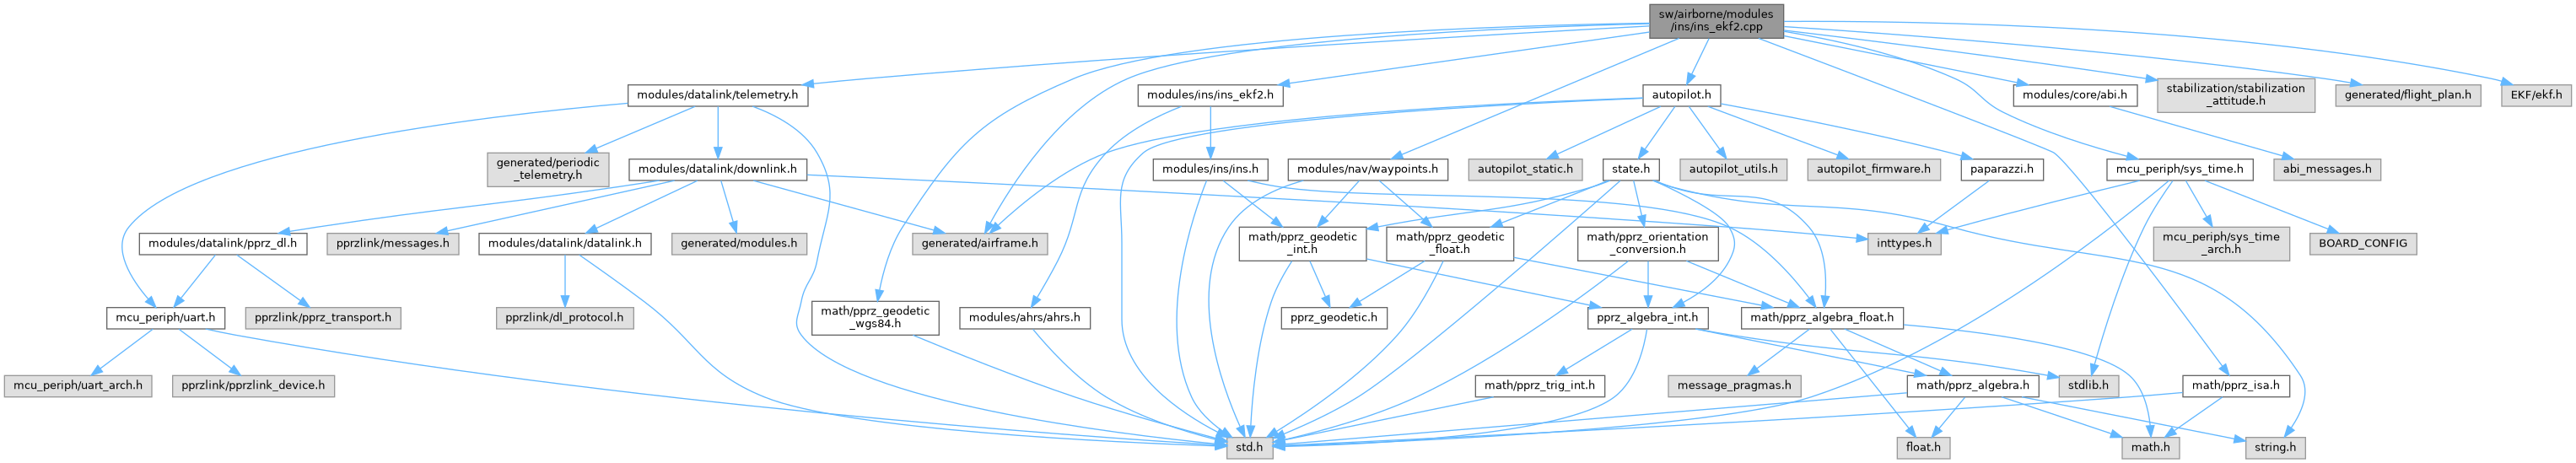 sw/airborne/modules
/ins/ins_ekf2.cpp
modules/datalink/telemetry.h
modules/ins/ins_ekf2.h
autopilot.h
modules/core/abi.h
stabilization/stabilization
_attitude.h
generated/flight_plan.h
EKF/ekf.h
generated/periodic
_telemetry.h
modules/datalink/downlink.h
modules/ins/ins.h
modules/nav/waypoints.h
autopilot_static.h
state.h
autopilot_utils.h
autopilot_firmware.h
paparazzi.h
mcu_periph/sys_time.h
abi_messages.h
modules/datalink/pprz_dl.h
pprzlink/messages.h
modules/datalink/datalink.h
generated/modules.h
generated/airframe.h
math/pprz_geodetic
_int.h
math/pprz_geodetic
_float.h
math/pprz_orientation
_conversion.h
inttypes.h
mcu_periph/sys_time
_arch.h
BOARD_CONFIG
mcu_periph/uart.h
pprzlink/pprz_transport.h
pprzlink/dl_protocol.h
math/pprz_geodetic
_wgs84.h
modules/ahrs/ahrs.h
pprz_geodetic.h
pprz_algebra_int.h
math/pprz_algebra_float.h
mcu_periph/uart_arch.h
pprzlink/pprzlink_device.h
math/pprz_trig_int.h
message_pragmas.h
math/pprz_algebra.h
stdlib.h
math/pprz_isa.h
std.h
float.h
math.h
string.h